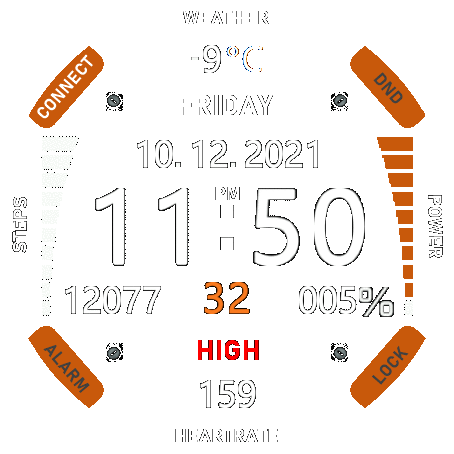 WEATHER
-9°C
CONNECT
DND
FRIDAY
10. 12. 2021
STEPS
11:50
PM
POWER
12077
32
005%
HIGH
ALARM
LOCK
159
HEARTRATE